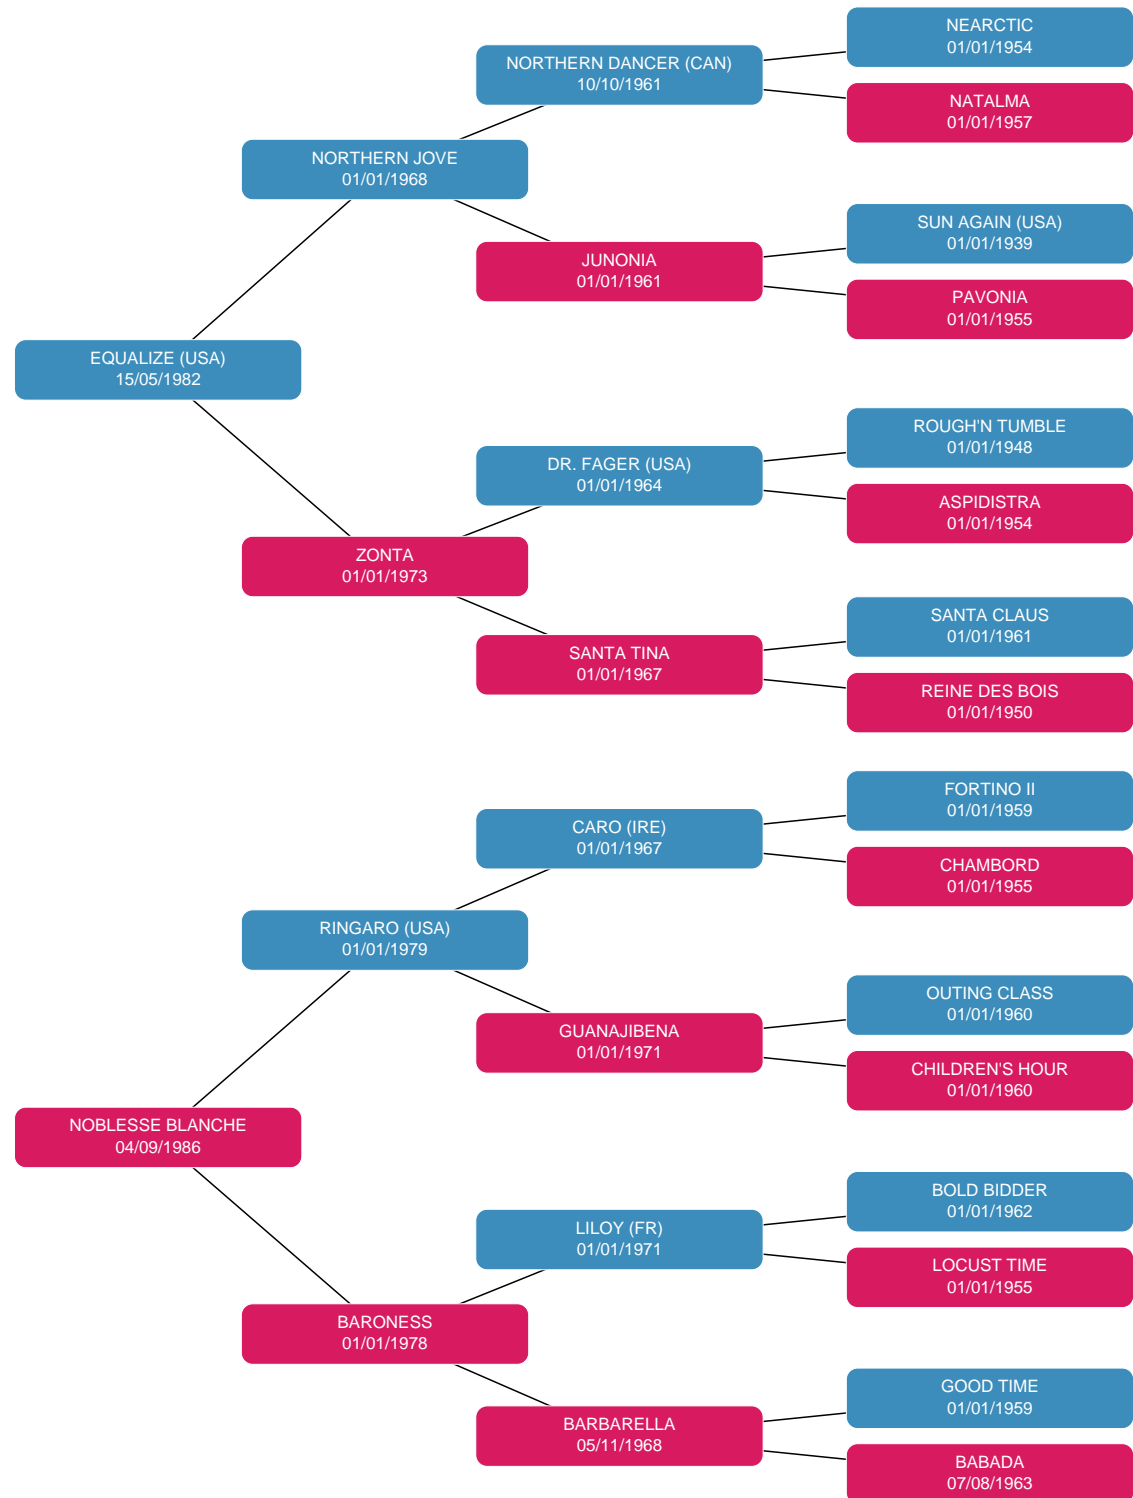 NEARCTIC
01/01/1954
NORTHERN DANCER (CAN)
10/10/1961
NATALMA
01/01/1957
NORTHERN JOVE
01/01/1968
SUN AGAIN (USA)
01/01/1939
JUNONIA
01/01/1961
PAVONIA
01/01/1955
EQUALIZE (USA)
15/05/1982
ROUGH'N TUMBLE
01/01/1948
DR. FAGER (USA)
01/01/1964
ASPIDISTRA
01/01/1954
ZONTA
01/01/1973
SANTA CLAUS
01/01/1961
SANTA TINA
01/01/1967
REINE DES BOIS
01/01/1950
FORTINO II
01/01/1959
CARO (IRE)
01/01/1967
CHAMBORD
01/01/1955
RINGARO (USA)
01/01/1979
OUTING CLASS
01/01/1960
GUANAJIBENA
01/01/1971
CHILDREN'S HOUR
01/01/1960
NOBLESSE BLANCHE
04/09/1986
BOLD BIDDER
01/01/1962
LILOY (FR)
01/01/1971
LOCUST TIME
01/01/1955
BARONESS
01/01/1978
GOOD TIME
01/01/1959
BARBARELLA
05/11/1968
BABADA
07/08/1963